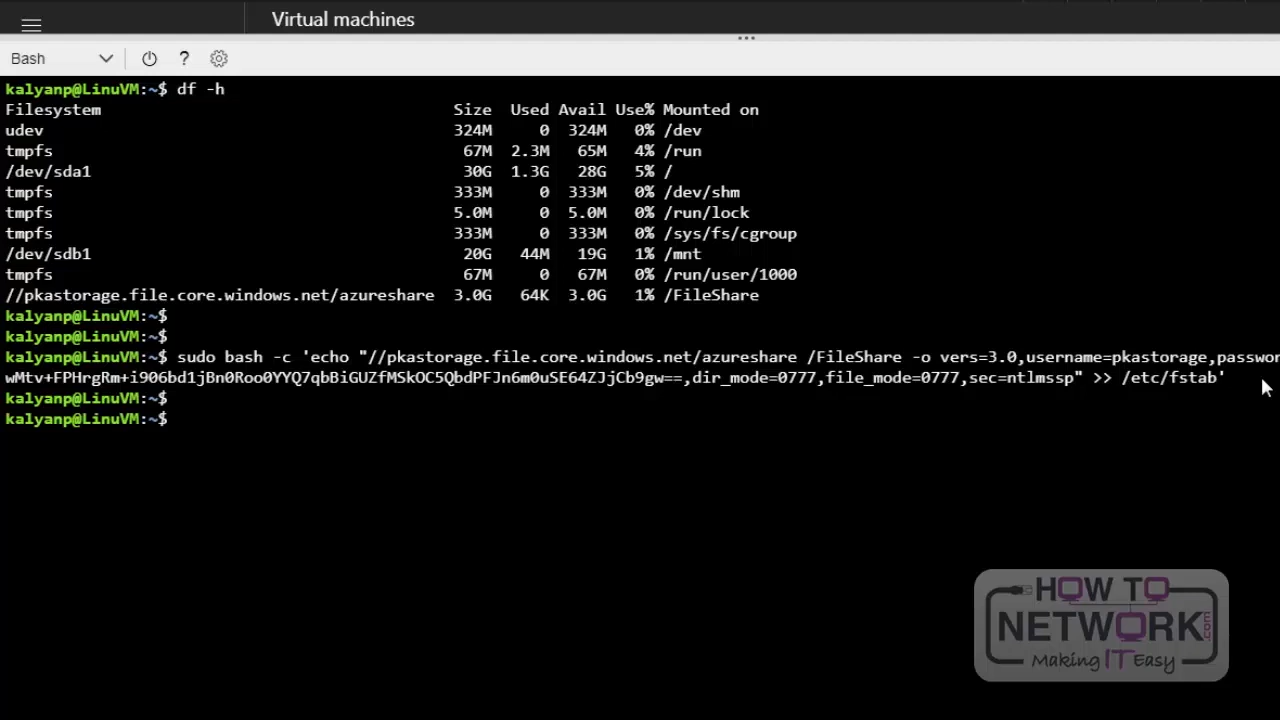 Virtual machines
Bash
?
kalyanp@LinuVM:~$ df -h
Filesystem Size Used Avail Use% Mounted on
udev 324M 0 324M 0% /dev
tmpfs 67M 2.3M 65M 4% /run
/dev/sda1 30G 1.3G 28G 5% /
tmpfs 333M 0 333M 0% /dev/shm
tmpfs 5.0M 0 5.0M 0% /run/lock
tmpfs 333M 0 333M 0% /sys/fs/cgroup
/dev/sdb1 20G 44M 19G 1% /mnt
tmpfs 67M 0 67M 0% /run/user/1000
//pkastorage.file.core.windows.net/azureshare 3.0G 64K 3.0G 1% /FileShare
kalyanp@LinuVM:~$
kalyanp@LinuVM:~$
kalyanp@LinuVM:~$ sudo bash -c 'echo "//pkastorage.file.core.windows.net/azureshare /FileShare -o vers=3.0,username=pkastorage,passwor
wMtv+FPHrgRm+i906bd1jBn0Roo0YYQ7qbBiGUZfMSkOC5QbdPFJn6m0uSE64ZJjCb9gw==,dir_mode=0777,file_mode=0777,sec=ntlmssp" >> /etc/fstab'
kalyanp@LinuVM:~$
kalyanp@LinuVM:~$
HOW TO
NETWORK.com
Making IT Easy